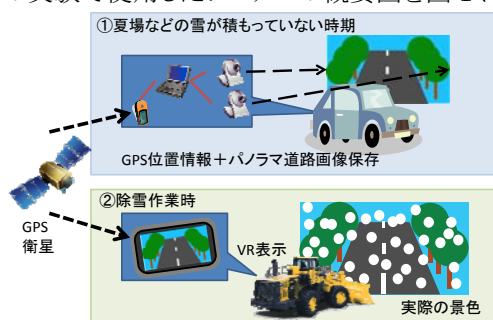 ①夏場などの雪が積もっていない時期
GPS位置情報＋パノラマ道路画像保存
GPS
衛星
②除雪作業時
VR表示
実際の景色